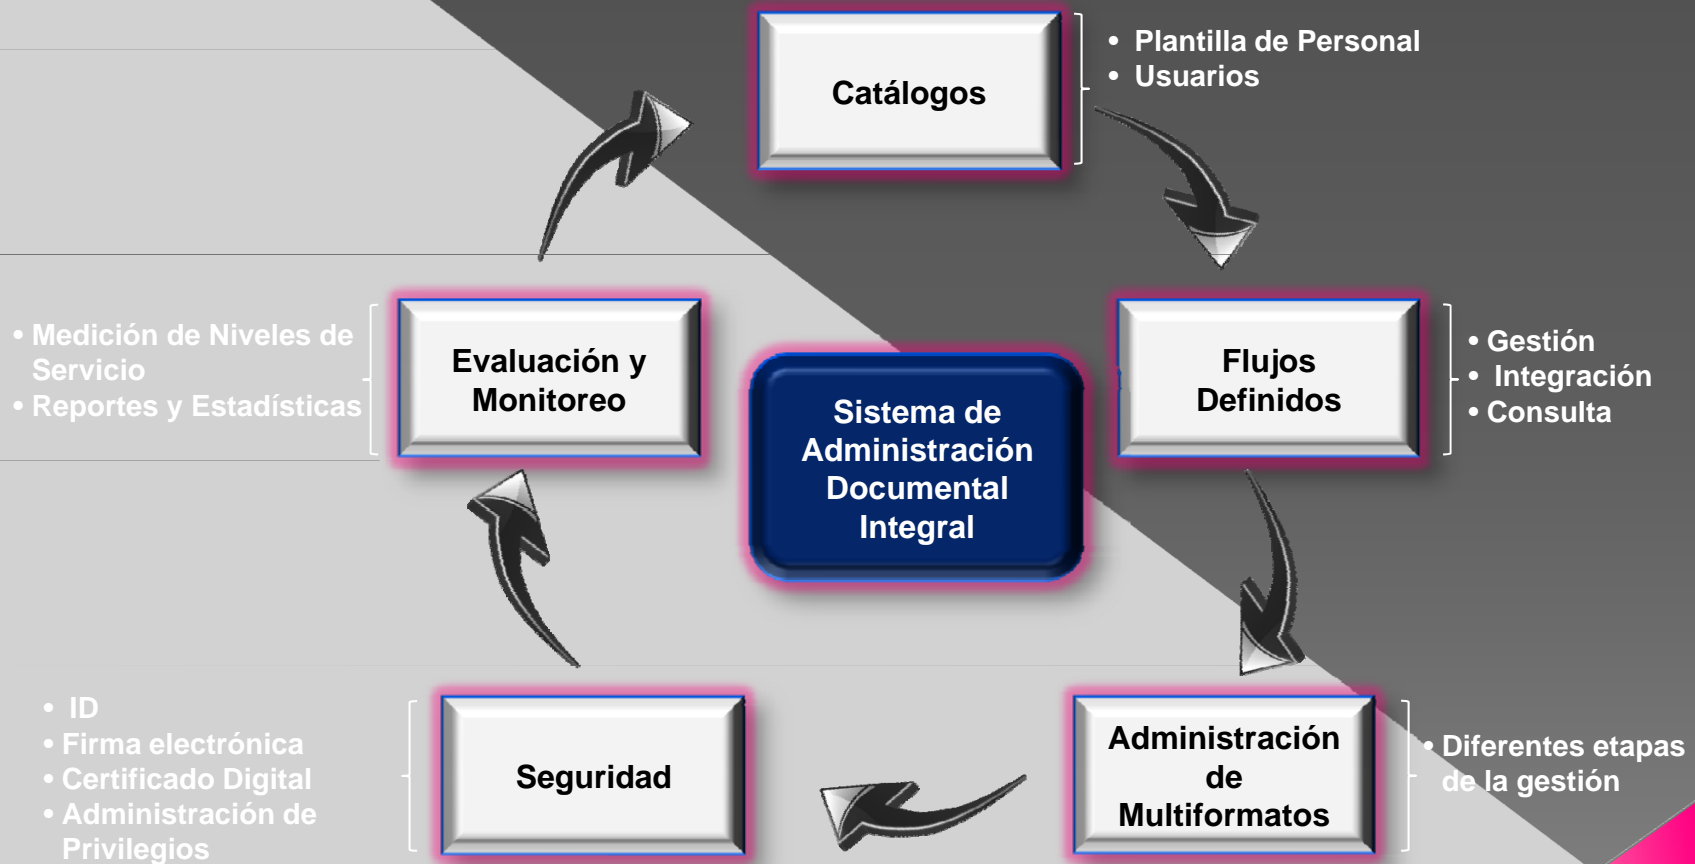 Catálogos
• Plantilla de Personal
• Usuarios
• Medición de Niveles de
Servicio
• Reportes y Estadísticas
Evaluación y
Monitoreo
Sistema de
Administración
Documental
Integral
Flujos
Definidos
• Gestión
• Integración
• Consulta
• ID
• Firma electrónica
• Certificado Digital
• Administración de
Privilegios
Seguridad
Administración
de
Multiformatos
• Diferentes etapas
de la gestión